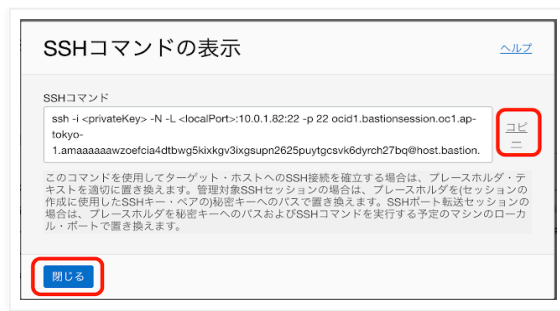 SSHコマンドの表示
ヘルプ
SSHコマンド
ssh -i <privateKey> -N -L <localPort>:10.0.1.82:22 -p 22 ocid1.bastionsession.oc1.ap-
tokyo-
1.amaaaaaawzoefcia4dtbwg5kixkgv3ixgsupn2625puytgcsvk6dyrch27bq@host.bastion.
コピー
このコマンドを使用してターゲット・ホストへのSSH接続を確立する場合は、プレースホルダ・テ
キストを適切に置き換えます。管理対象SSHセッションの場合は、プレースホルダを(セッションの
作成に使用したSSHキー・ペアの)秘密キーへのパスで置き換えます。SSHポート転送セッションの
場合は、プレースホルダを秘密キーへのパスおよびSSHコマンドを実行する予定のマシンのローカ
ル・ポートで置き換えます。
閉じる